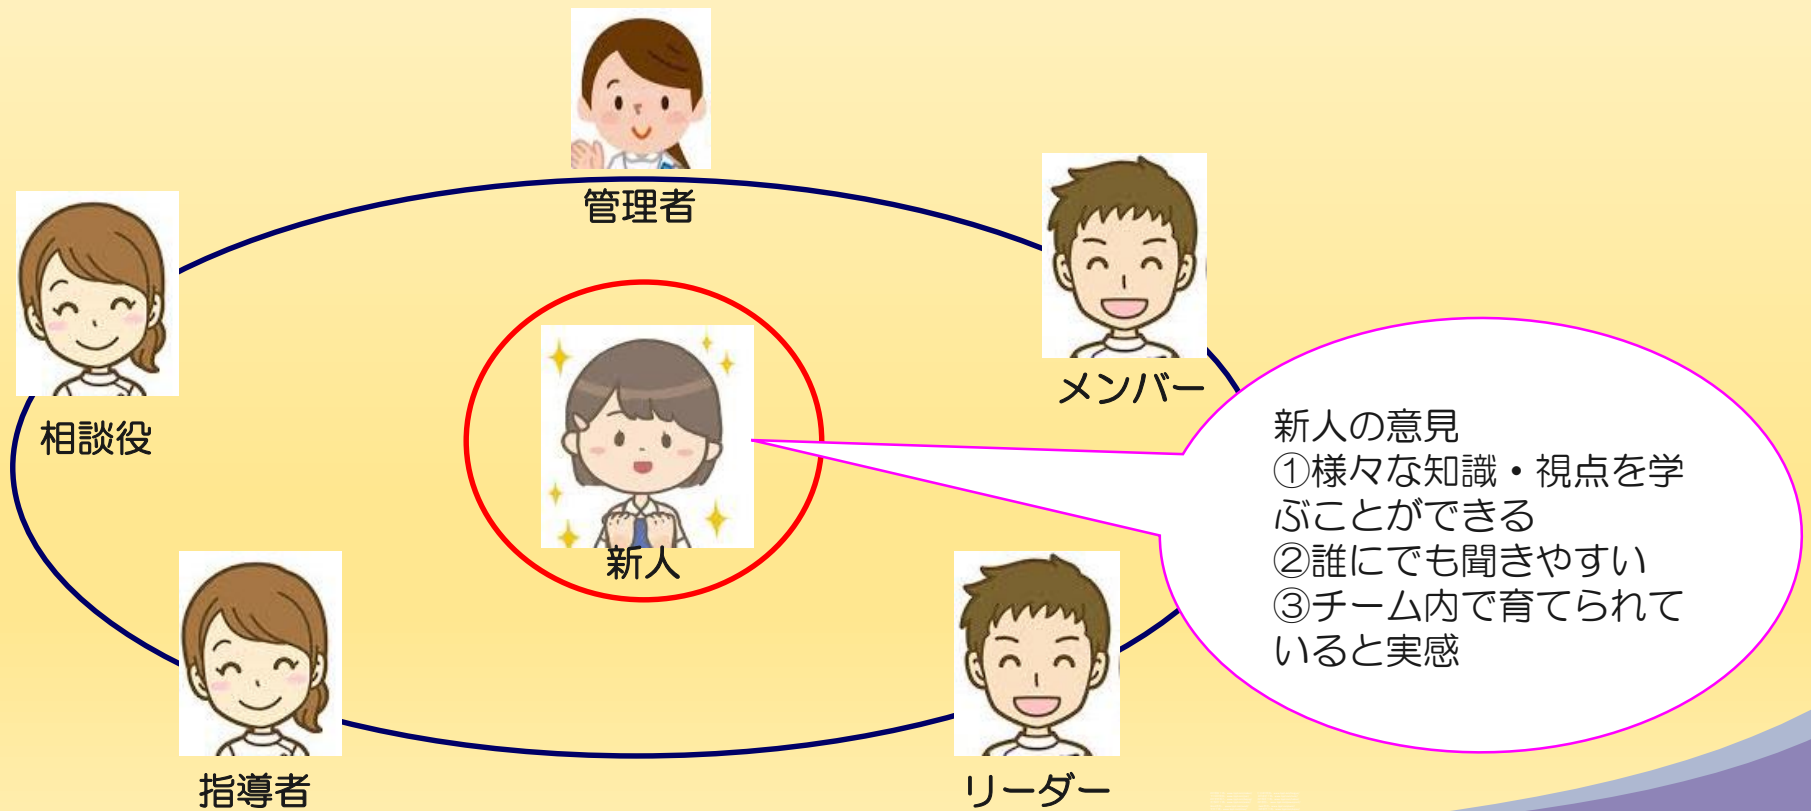 管理者
メンバー
相談役
新人の意見
①様々な知識・視点を学
ぶことができる
②誰にでも聞きやすい
③チーム内で育てられて
いると実感
新人
指導者
リーダー